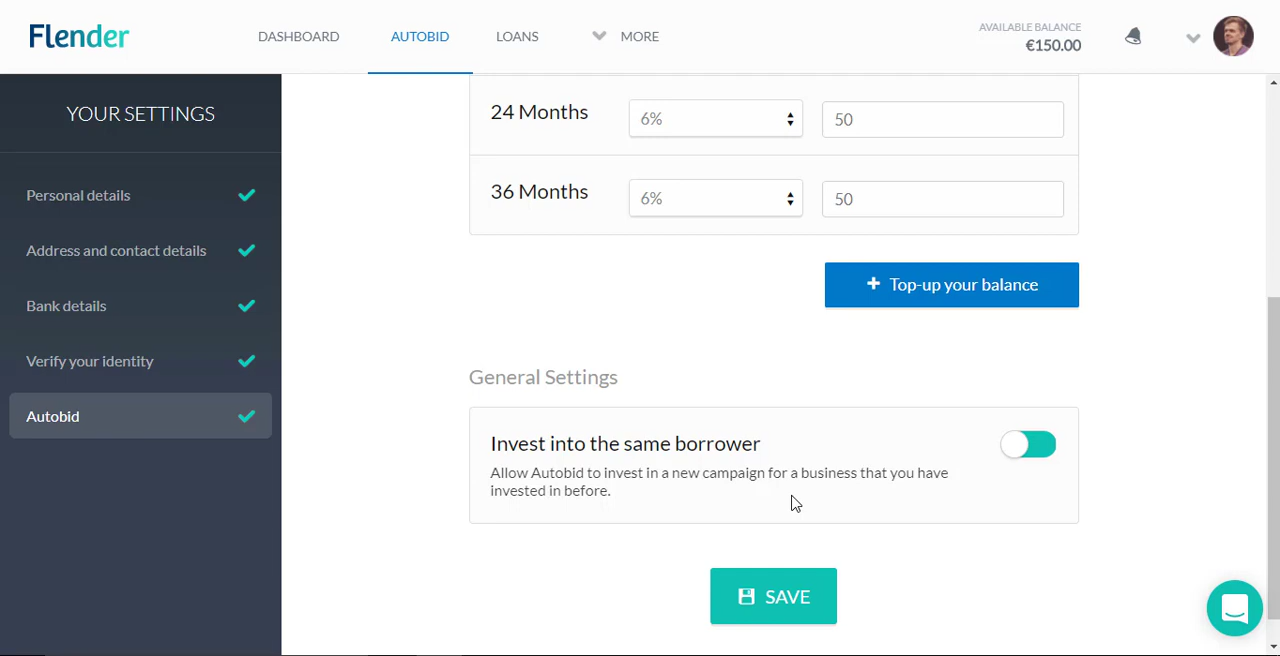 Flender
DASHBOARD
AUTOBID
LOANS
MORE
AVAILABLE BALANCE
€150.00
YOUR SETTINGS
Personal details
Address and contact details
Bank details
Verify your identity
Autobid
24 Months
6%
50
36 Months
6%
50
+ Top-up your balance
General Settings
Invest into the same borrower
Allow Autobid to invest in a new campaign for a business that you have
invested in before.
SAVE